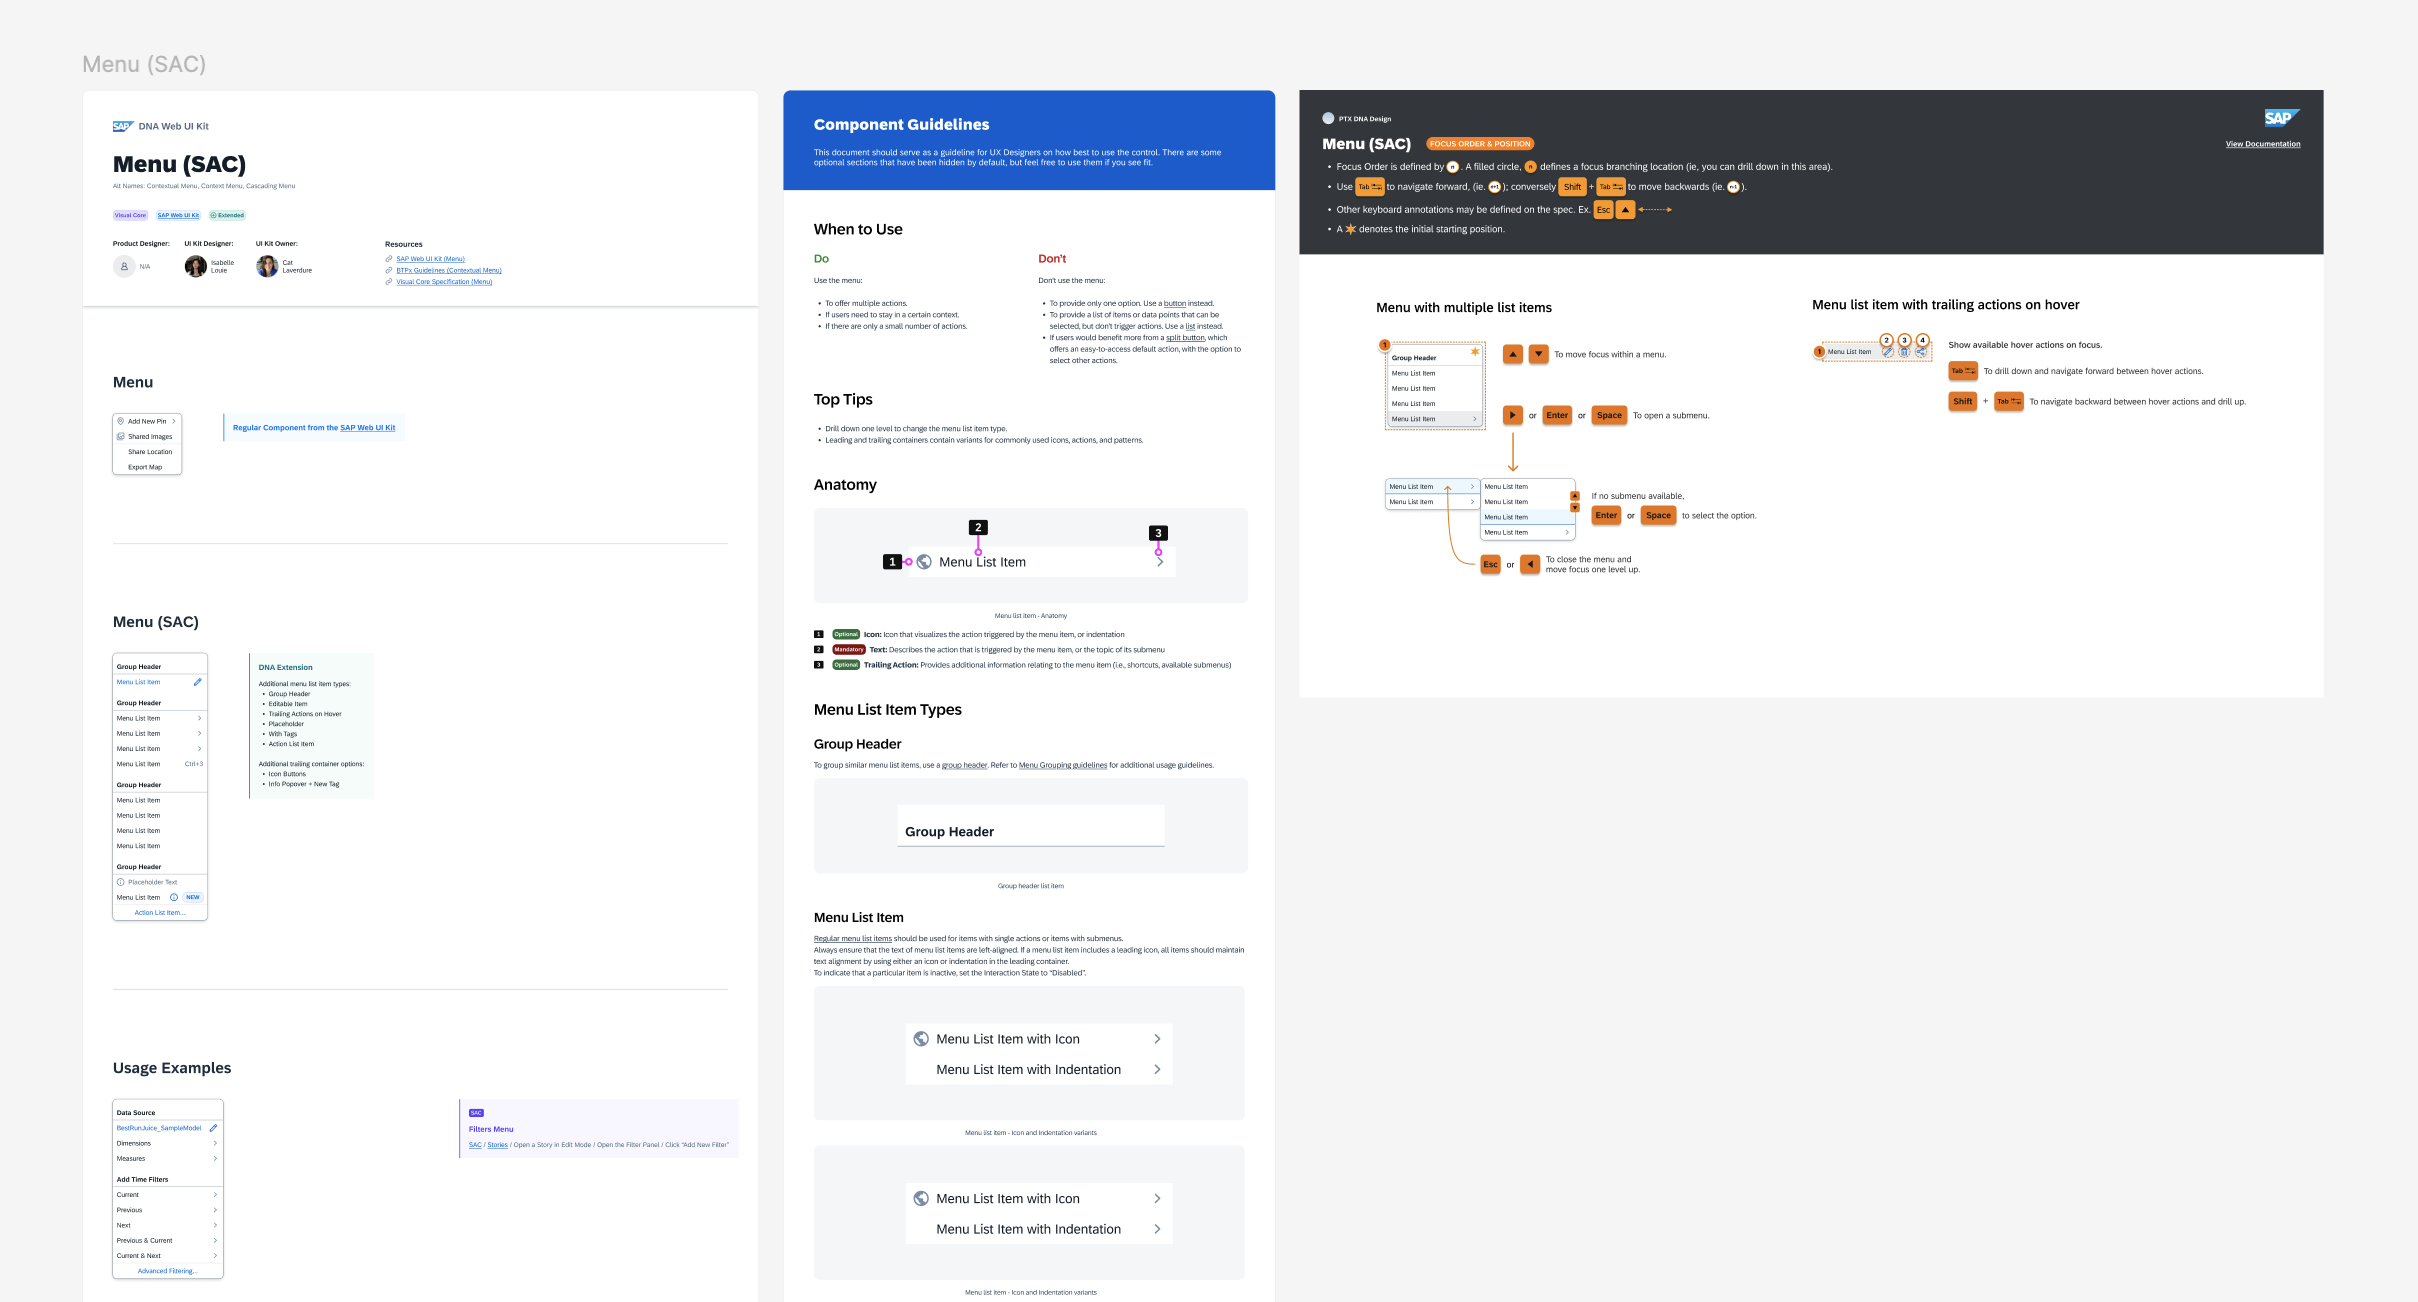 Menu (SAC)
SAP DNA Web UI Kit
Menu (SAC)
Alt Names: Contextual Menu, Context Menu, Cascading Menu
Visual Core SAP Web UI Kit Extended
Product Designer: UI Kit Designer: UI Kit Owner:
N/A
Isabelle
Louie
Cat
Laverdure
Resources
SAP Web UI Kit (Menu)
BTPx Guidelines (Contextual Menu)
Visual Core Specification (Menu)
Menu
Add New Pin
Shared Images
Share Location
Export Map
Regular Component from the SAP Web UI Kit
Menu (SAC)
Group Header
Menu List Item
Group Header
Menu List Item
Menu List Item
Menu List Item
Menu List Item Ctrl+3
Group Header
Menu List Item
Menu List Item
Menu List Item
Menu List Item
Group Header
Placeholder Text
Menu List Item NEW
Action List Item...
DNA Extension
Additional menu list item types:
• Group Header
• Editable Item
• Trailing Actions on Hover
• Placeholder
• With Tags
• Action List Item
Additional trailing container options:
• Icon Buttons
• Info Popover + New Tag
Usage Examples
Data Source
BestRunJuice_SampleModel
Dimensions
Measures
Add Time Filters
Current
Previous
Next
Previous & Current
Current & Next
Advanced Filtering...
SAC
Filters Menu
SAC / Stories / Open a Story in Edit Mode / Open the Filter Panel / Click "Add New Filter"
Component Guidelines
This document should serve as a guideline for UX Designers on how best to use the control. There are some
optional sections that have been hidden by default, but feel free to use them if you see fit.
When to Use
Do
Use the menu:
• To offer multiple actions.
• If users need to stay in a certain context.
• If there are only a small number of actions.
Don't
Don't use the menu:
• To provide only one option. Use a button instead.
• To provide a list of items or data points that can be
selected, but don't trigger actions. Use a list instead.
• If users would benefit more from a split button, which
offers an easy-to-access default action, with the option to
select other actions.
Top Tips
• Drill down one level to change the menu list item type.
• Leading and trailing containers contain variants for commonly used icons, actions, and patterns.
Anatomy
2
3
1 Menu List Item
Menu list item - Anatomy
1 Optional Icon: Icon that visualizes the action triggered by the menu item, or indentation
2 Mandatory Text: Describes the action that is triggered by the menu item, or the topic of its submenu
3 Optional Trailing Action: Provides additional information relating to the menu item (i.e., shortcuts, available submenus)
Menu List Item Types
Group Header
To group similar menu list items, use a group header. Refer to Menu Grouping guidelines for additional usage guidelines.
Group Header
Group header list item
Menu List Item
Regular menu list items should be used for items with single actions or items with submenus.
Always ensure that the text of menu list items are left-aligned. If a menu list item includes a leading icon, all items should maintain
text alignment by using either an icon or indentation in the leading container.
To indicate that a particular item is inactive, set the Interaction State to "Disabled".
Menu List Item with Icon
Menu List Item with Indentation
Menu list item - Icon and Indentation variants
Menu List Item with Icon
Menu List Item with Indentation
Menu list item - Icon and Indentation variants
PTX DNA Design
SAP
Menu (SAC) FOCUS ORDER & POSITION
View Documentation
• Focus Order is defined by n . A filled circle, n defines a focus branching location (ie, you can drill down in this area).
• Use Tab to navigate forward, (ie. n+1 ); conversely Shift + Tab to move backwards (ie. n-1 ).
• Other keyboard annotations may be defined on the spec. Ex. Esc
• A denotes the initial starting position.
Menu with multiple list items
1
Group Header
Menu List Item
Menu List Item
Menu List Item
Menu List Item
To move focus within a menu.
or Enter or Space To open a submenu.
Menu List Item
Menu List Item
Menu List Item
Menu List Item
Menu List Item
Menu List Item
If no submenu available,
Enter or Space to select the option.
Esc or To close the menu and
move focus one level up.
Menu list item with trailing actions on hover
2 3 4
1 Menu List Item
Show available hover actions on focus.
Tab To drill down and navigate forward between hover actions.
Shift + Tab To navigate backward between hover actions and drill up.